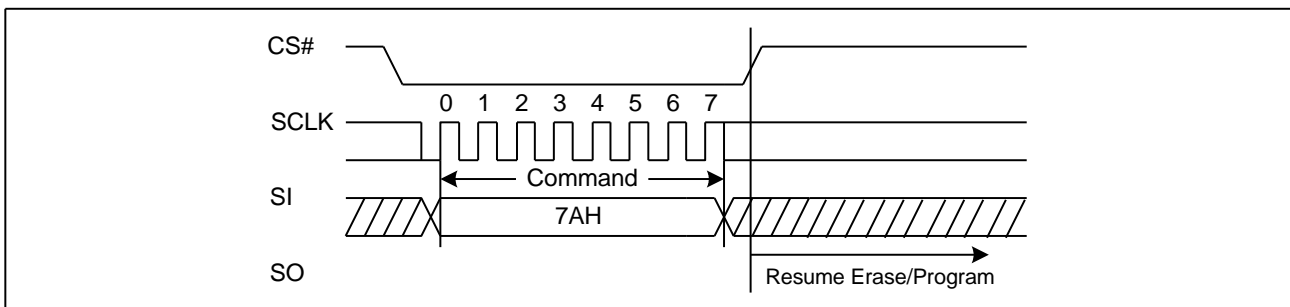 CS#
0 1 2 3 4 5 6 7
SCLK
Command
SI
7AH
SO
Resume Erase/Program